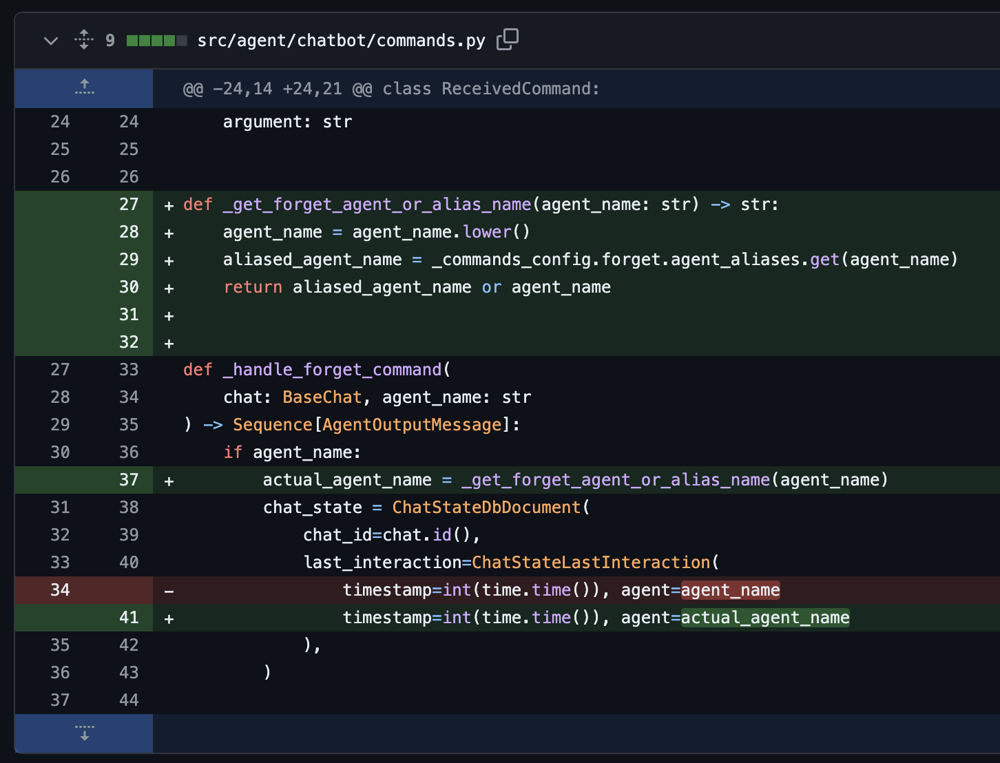 9 src/agent/chatbot/commands.py
@@ -24,14 +24,21 @@ class ReceivedCommand:
24 24 argument: str
25 25
26 26
27 + def _get_forget_agent_or_alias_name(agent_name: str) -> str:
28 + agent_name = agent_name.lower()
29 + aliased_agent_name = _commands_config.forget.agent_aliases.get(agent_name)
30 + return aliased_agent_name or agent_name
31 +
32 +
27 33 def _handle_forget_command(
28 34 chat: BaseChat, agent_name: str
29 35 ) -> Sequence[AgentOutputMessage]:
30 36 if agent_name:
37 + actual_agent_name = _get_forget_agent_or_alias_name(agent_name)
31 38 chat_state = ChatStateDbDocument(
32 39 chat_id=chat.id(),
33 40 last_interaction=ChatStateLastInteraction(
34 - timestamp=int(time.time()), agent=agent_name
41 + timestamp=int(time.time()), agent=actual_agent_name
35 42 ),
36 43 )
37 44